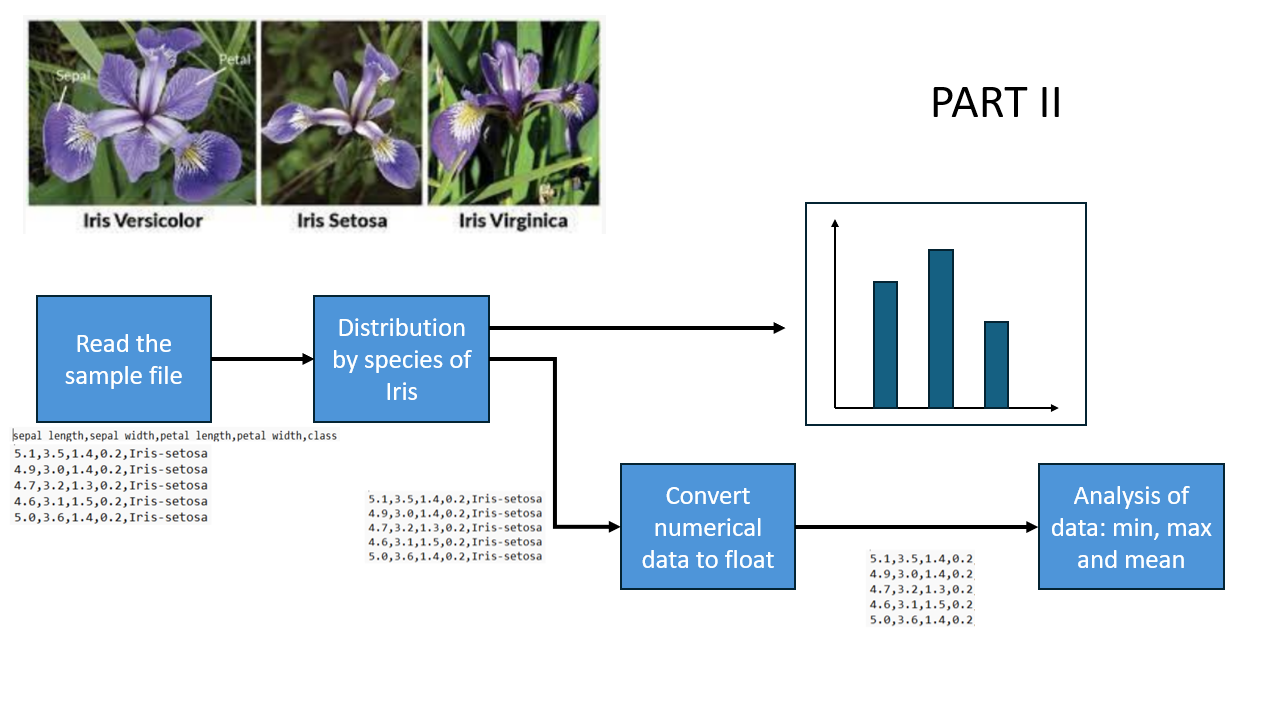 Sepal
Petal
Iris Versicolor
Iris Setosa
Iris Virginica
PART II
Read the
sample file
Distribution
by species of
Iris
sepal length,sepal width,petal length,petal width,class
5.1,3.5,1.4,0.2,Iris-setosa
4.9,3.0,1.4,0.2,Iris-setosa
4.7,3.2,1.3,0.2,Iris-setosa
4.6,3.1,1.5,0.2,Iris-setosa
5.0,3.6,1.4,0.2,Iris-setosa
5.1,3.5,1.4,0.2,Iris-setosa
4.9,3.0,1.4,0.2,Iris-setosa
4.7,3.2,1.3,0.2,Iris-setosa
4.6,3.1,1.5,0.2,Iris-setosa
5.0,3.6,1.4,0.2,Iris-setosa
Convert
numerical
data to float
5.1,3.5,1.4,0.2
4.9,3.0,1.4,0.2
4.7,3.2,1.3,0.2
4.6,3.1,1.5,0.2
5.0,3.6,1.4,0.2
Analysis of
data: min, max
and mean